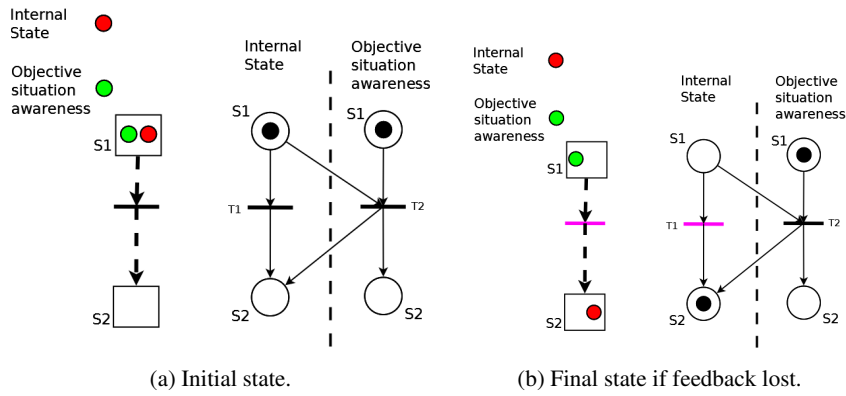 Internal
State
Objective
situation
awareness
S1
S2
Internal
State
Objective
situation
awareness
S1
S1
T1
T2
S2
S2
(a) Initial state.
Internal
State
Objective
situation
awareness
S1
S2
Internal
State
Objective
situation
awareness
S1
S1
T1
T2
S2
S2
(b) Final state if feedback lost.